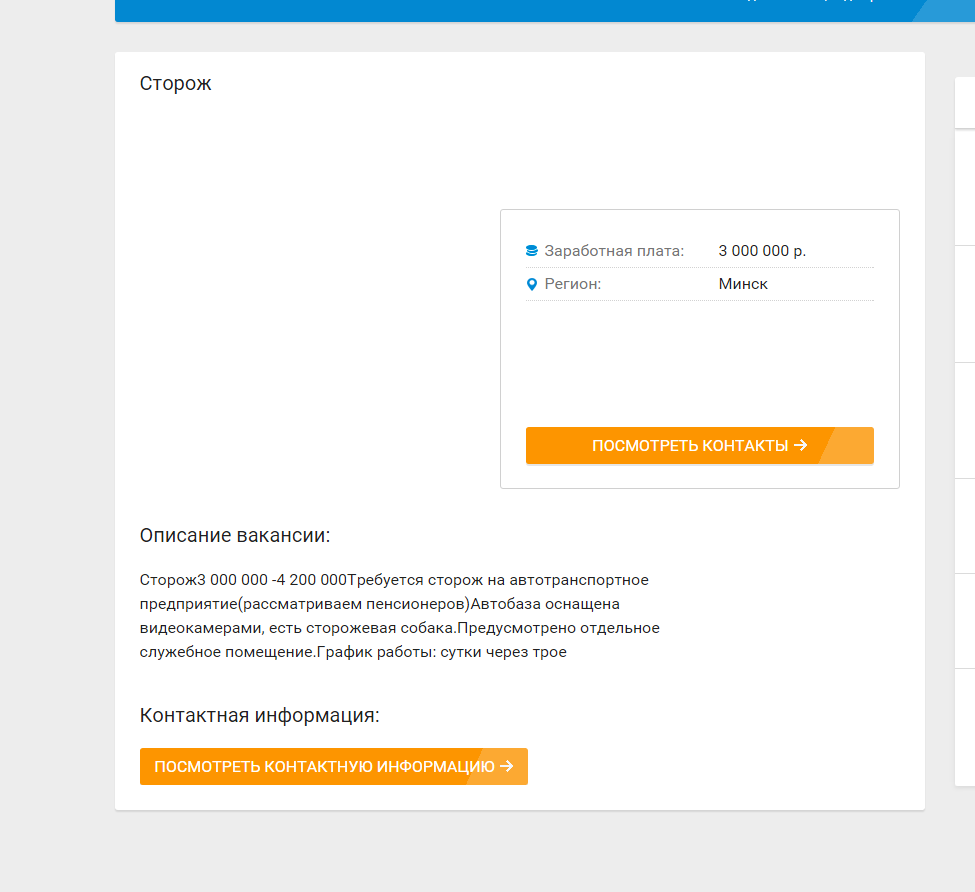 Сторож
Заработная плата: 3 000 000 р.
Регион: Минск
ПОСМОТРЕТЬ КОНТАКТЫ →
Описание вакансии:
Сторож3 000 000 -4 200 000Требуется сторож на автотранспортное
предприятие(рассматриваем пенсионеров)Автобаза оснащена
видеокамерами, есть сторожевая собака.Предусмотрено отдельное
служебное помещение.График работы: сутки через трое
Контактная информация:
ПОСМОТРЕТЬ КОНТАКТНУЮ ИНФОРМАЦИЮ →